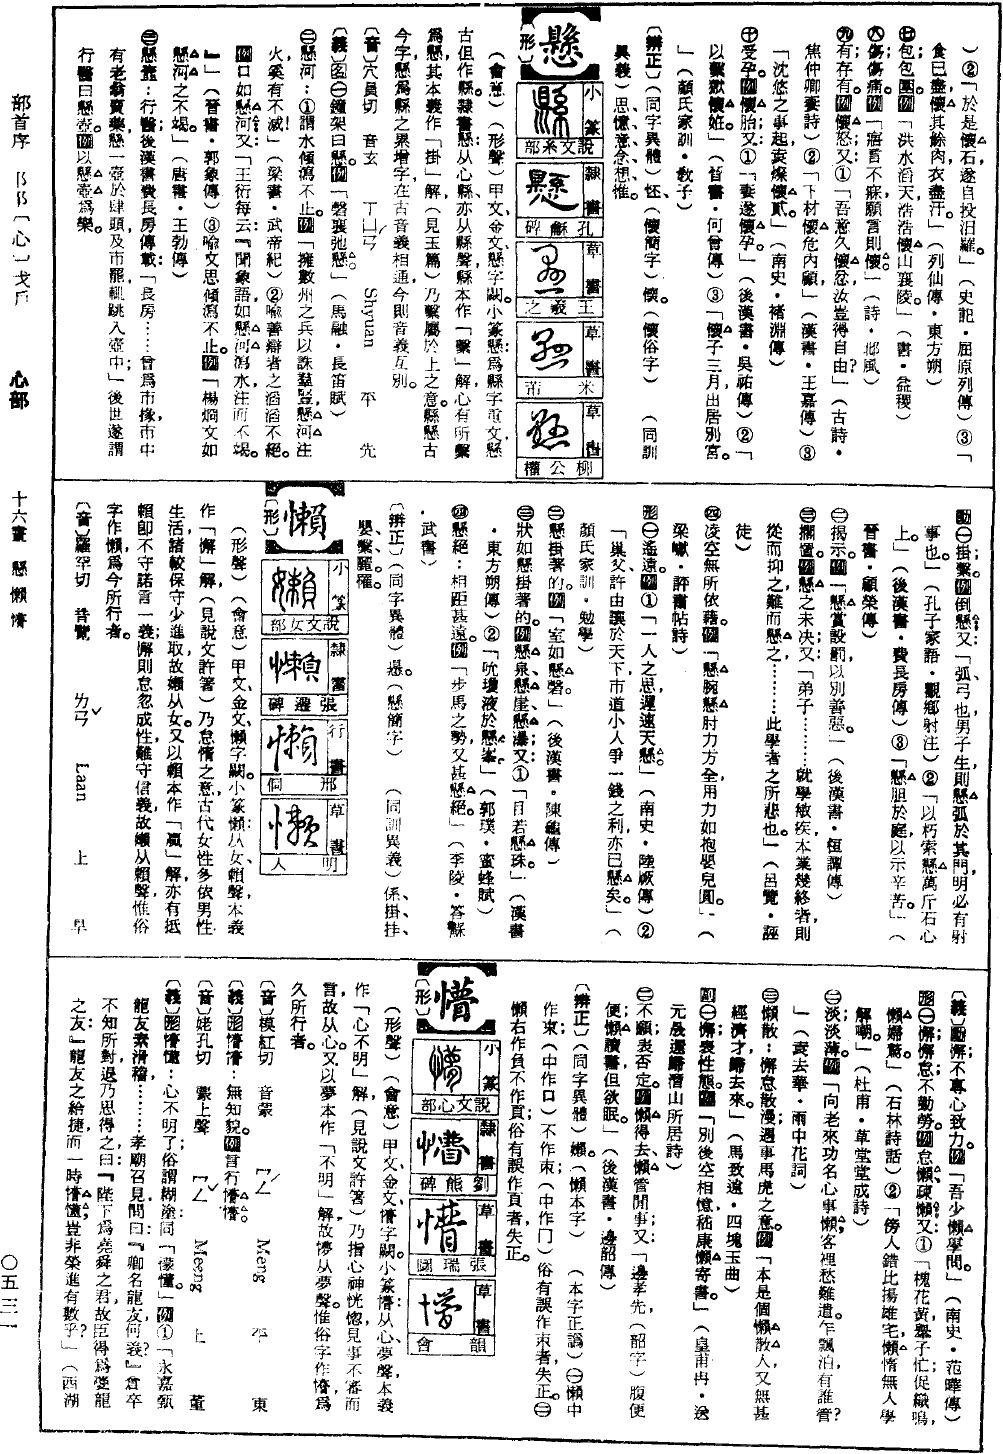 )②「於是懷石遂自投汨羅。」(史記・屈原列傳)③「
食已盡懷其餘肉衣盡汙。」(列仙傳・東方朔)
㊆包;包圍。例「洪水滔天浩浩懷山襄陵。」(書・益稷)
㊇傷;傷痛。例「寤言不寐願言則懷。」(詩・邶風)
㊈有;存有。例懷怒;又①「吾意久懷忿汝豈得自由?」(古詩・
焦仲卿妻詩)②「下材懷危內顧。」(漢書・王嘉傳)③
「沈攸之事起袁燦懷貳。」(南史・褚淵傳)
㊉受孕。例懷胎;又①「妻遂懷孕。」(後漢書・吳祐傳)②「
以繫歉懷姙。」(晉書・何曾傳)③「懷子三月出居別宮。
」(顏氏家訓・敎子)
〔辨正〕(同字異體)怀(懷簡字)懐。(懷俗字) (同訓
異義)思、憶、意、念、想、惟。
懸
〔形〕
小篆
說文系部
隸書
孔龢碑
草書
王羲之
草書
米芾
草書
柳公權
(會意)(形聲)甲文、金文懸字闕。小篆懸爲縣字重文,懸
古但作縣。隸書懸从心縣亦从縣聲,縣本作「繫」解,心有所繫
爲懸,其本義作「掛」解(見玉篇)乃繫屬於上之意。縣懸古
今字,懸爲縣之累增字,在古音義相通,今則音義互別。
〔音〕穴員切 音玄 ㄒㄩㄢˊ Shyuan 平 先
〔義〕名㊀鐘架曰懸。例「磬襄弛懸。」(馬融・長笛賦)
㊁懸河:①謂水傾瀉不止。例「擁數州之兵以誅羣豎,懸河注
火,奚有不滅!」(梁書・武帝紀)②喻善辯者之滔滔不絕。
例口如懸河;又「王衍每云:『聞象語如懸河瀉水,注而不竭。
』」(晉書・郭象傳)③喻文思傾瀉不止。例「楊烱文如
懸河之不竭。」(唐書・王勃傳)
㊂懸壺:行醫。後漢書費長房傳載:「長房……曾爲市掾,市中
有老翁賣藥,懸一壺於肆頭,及市罷,輒跳入壺中;」後世遂謂
行醫曰懸壺。例以懸壺爲樂。
動㊀掛;繫。例倒懸;又「弧弓也男子生,則懸弧於其門,明必有射
事也。」(孔子家語・觀鄉射注)②「以朽索懸萬斤石心
上。」(後漢書・費長房傳)③「懸胆於庭以示辛苦。」(
晉書・顧榮傳)
㊁揭示。例「懸賞設罰以別善惡。」(後漢書・恒譚傳)
㊂擱置。例懸之未決;又「弟子…………就學敏疾,本業幾終者則
從而抑之,難而懸之,……此學者之所悲也。」(呂覽・誣
徒)
㊃凌空無所依藉。例「懸腕懸肘力方全,用力如抱嬰兒圓。」(
梁巘・評書帖詩)
形㊀遙遠。例①「一人之思,遲速天懸。」(南史・陸厥傳)②
「巢父許由讓於天下,市道小人爭一錢之利,亦已懸矣。」(
顏氏家訓・勉學)
㊁懸掛著的。例「室如懸磬。」(後漢書・陳龜傳)
㊂狀如懸掛著的。例懸泉;懸崖;懸瀑;又①「目若懸珠。」(漢書
・東方朔傳)②「吮瓊液於懸峯。」(郭璞・蜜蜂賦)
㊃懸絕:相距甚遠。例「步馬之勢又甚懸絕。」(李陵・答蘇
武書)
〔辨正〕(同字異體)悬。(懸簡字) (同訓異義)係、掛、挂、
嬰、繫、羅、罹。
懶
〔形〕
小篆
說文女部
隸書
張遷碑
行書
邢侗
草書
明人
(形聲)(會意)甲文、金文懶字闕。小篆懶:从女,賴聲,本義
作「懈」解,(見說文許箸)乃怠惰之意。古代女性多依男性
生活,諸較保守少進取,故嬾从女。又以賴本作「贏」解,亦有抵
賴卽不守諾言一義;懈則怠忽成性,難守信義,故嬾从賴聲。惟俗
字作懶,爲今所行者。
〔音〕羅罕切 音覽 ㄌㄢˇ Laan 上 旱
〔義〕動懈;不專心致力。例「吾少懶學問。」(南史・范曄傳)
形㊀懈;懈怠;不勤勞。例怠懶;疎懶;又①「槐花黃,舉子忙;促織鳴,
懶婦驚。」(石林詩話)②「傍人錯比揚雄宅,懶惰無人學
解嘲。」(杜甫・草堂堂成詩)
㊁淡;淡薄。例「向老來功名心事懶,客裡愁難遣。乍飄泊,有誰管?
」(袁去華・雨中花詞)
㊂懶散:懈怠散漫;遇事馬虎之意。例「本是個懶散人,又無甚
經濟才,歸去來。」(馬致遠・四塊玉曲)
副㊀懈;表性態。例「別後空相憶,嵇康懶寄書。」(皇甫冉・送
元晟還歸潛山所居詩)
㊁不願;表否定。例懶得去;懶管閒事;又「邊孝先,(韶字)腹便
便;懶讀書,但欲眠。」(後漢書・邊韶傳)
〔辨正〕(同字異體)嬾。(懶本字) (本字正譌)㊀懶中
作束(中作口)不作朿(中作冂)俗有誤作朿者,失正。㊁
懶右作負不作頁;俗有誤作頁者,失正。
懵
〔形〕
小篆
說文心部
隸書
劉熊碑
草書
張瑞圖
草書
韻會
(形聲)(會意)甲文、金文懵字闕。小篆懵:从心,夢聲,本義
作「心不明」解(見說文許箸)乃指心神恍惚,見事不審而
言,故从心。又以夢本作「不明」解,故懜从夢聲。惟俗字作懵,爲
久所行者。
〔音〕模紅切 音蒙 ㄇㄥˊ Meng 平 東
〔義〕形懵懵:無知貌。例言行懵懵。
〔音〕姥孔切 蒙上聲 ㄇㄥˇ Meeng 上 董
〔義〕形懵懂:心不明了;俗謂糊塗;同「懞懂。」例①「永嘉甄
龍友素滑稽………孝廟召見,問曰:『卿名龍友何義?』倉卒
不知所對,退乃思得之曰:『陛下爲堯舜之君,故臣得爲夔龍
之友。』龍友之給捷,而一時懵懂,豈非榮進有數乎?」(西湖
部首序 阝阝〔心〕戈戶 心部 十六畫 懸懶懵 〇五三一